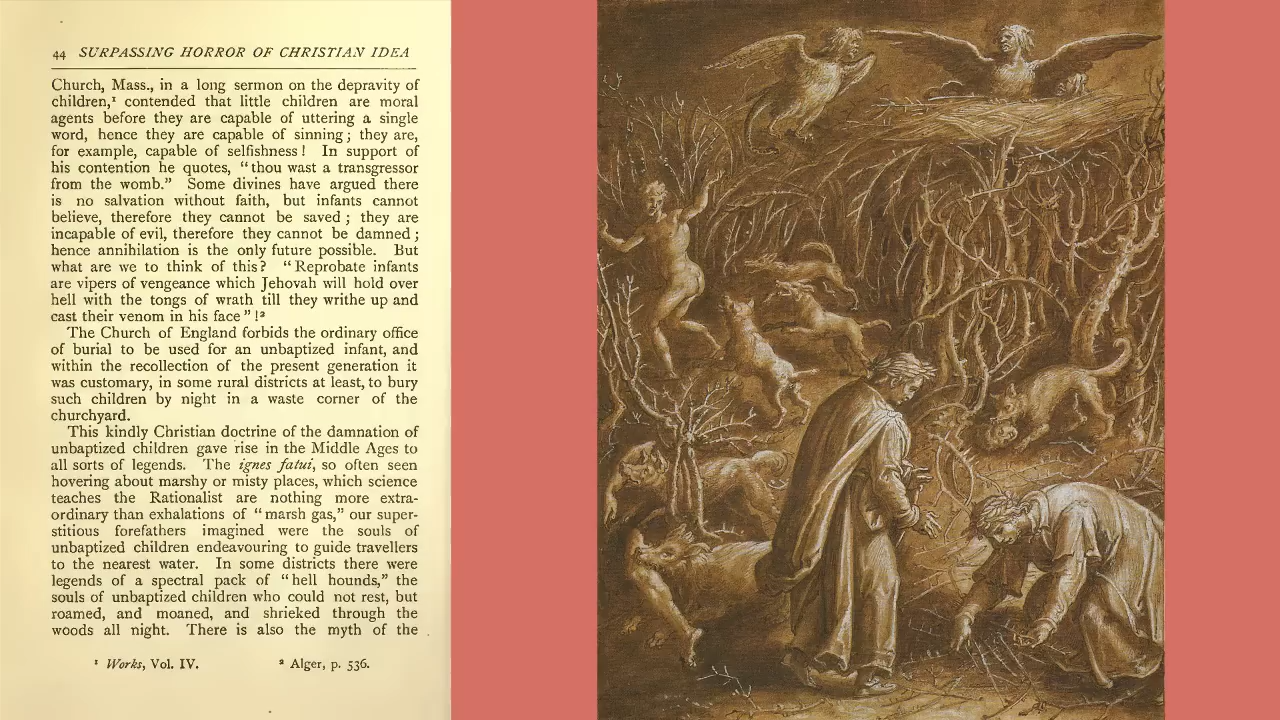 44 SURPASSING HORROR OF CHRISTIAN IDEA
Church, Mass., in a long sermon on the depravity of
children,¹ contended that little children are moral
agents before they are capable of uttering a single
word, hence they are capable of sinning; they are,
for example, capable of selfishness! In support of
his contention he quotes, "thou wast a transgressor
from the womb." Some divines have argued there
is no salvation without faith, but infants cannot
believe, therefore they cannot be saved; they are
incapable of evil, therefore they cannot be damned;
hence annihilation is the only future possible. But
what are we to think of this? "Reprobate infants
are vipers of vengeance which Jehovah will hold over
hell with the tongs of wrath till they writhe up and
cast their venom in his face"!²
The Church of England forbids the ordinary office
of burial to be used for an unbaptized infant, and
within the recollection of the present generation it
was customary, in some rural districts at least, to bury
such children by night in a waste corner of the
churchyard.
This kindly Christian doctrine of the damnation of
unbaptized children gave rise in the Middle Ages to
all sorts of legends. The ignes fatui, so often seen
hovering about marshy or misty places, which science
teaches the Rationalist are nothing more extra-
ordinary than exhalations of "marsh gas," our super-
stitious forefathers imagined were the souls of
unbaptized children endeavouring to guide travellers
to the nearest water. In some districts there were
legends of a spectral pack of "hell hounds," the
souls of unbaptized children who could not rest, but
roamed, and moaned, and shrieked through the
woods all night. There is also the myth of the
¹ Works, Vol. IV. ² Alger, p. 536.